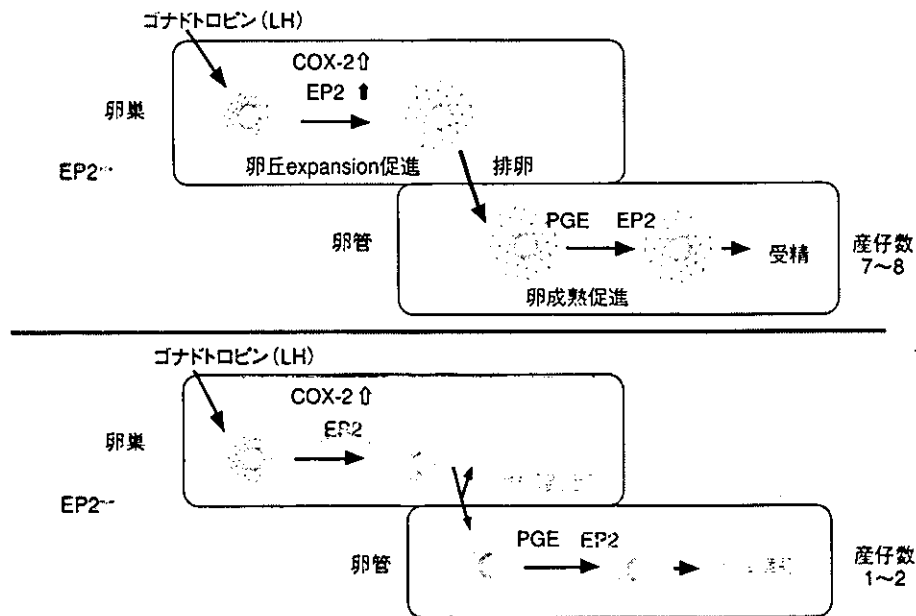 ゴナドトロピン(LH)
COX-2⇧
EP2 ⬆
卵巣
卵丘expansion促進
排卵
EP2
卵管
PGE
EP2
受精
卵成熟促進
産仔数
7〜8
ゴナドトロピン(LH)
COX-2⇧
EP2
卵巣
EP2
卵管
PGE
EP2
産仔数
1〜2